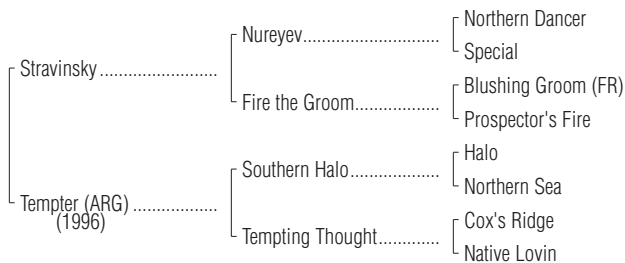 Northern Dancer
Nureyev
Special
Stravinsky
Blushing Groom (FR)
Fire the Groom
Prospector's Fire
Halo
Southern Halo
Northern Sea
Tempter (ARG)
(1996)
Cox's Ridge
Tempting Thought
Native Lovin